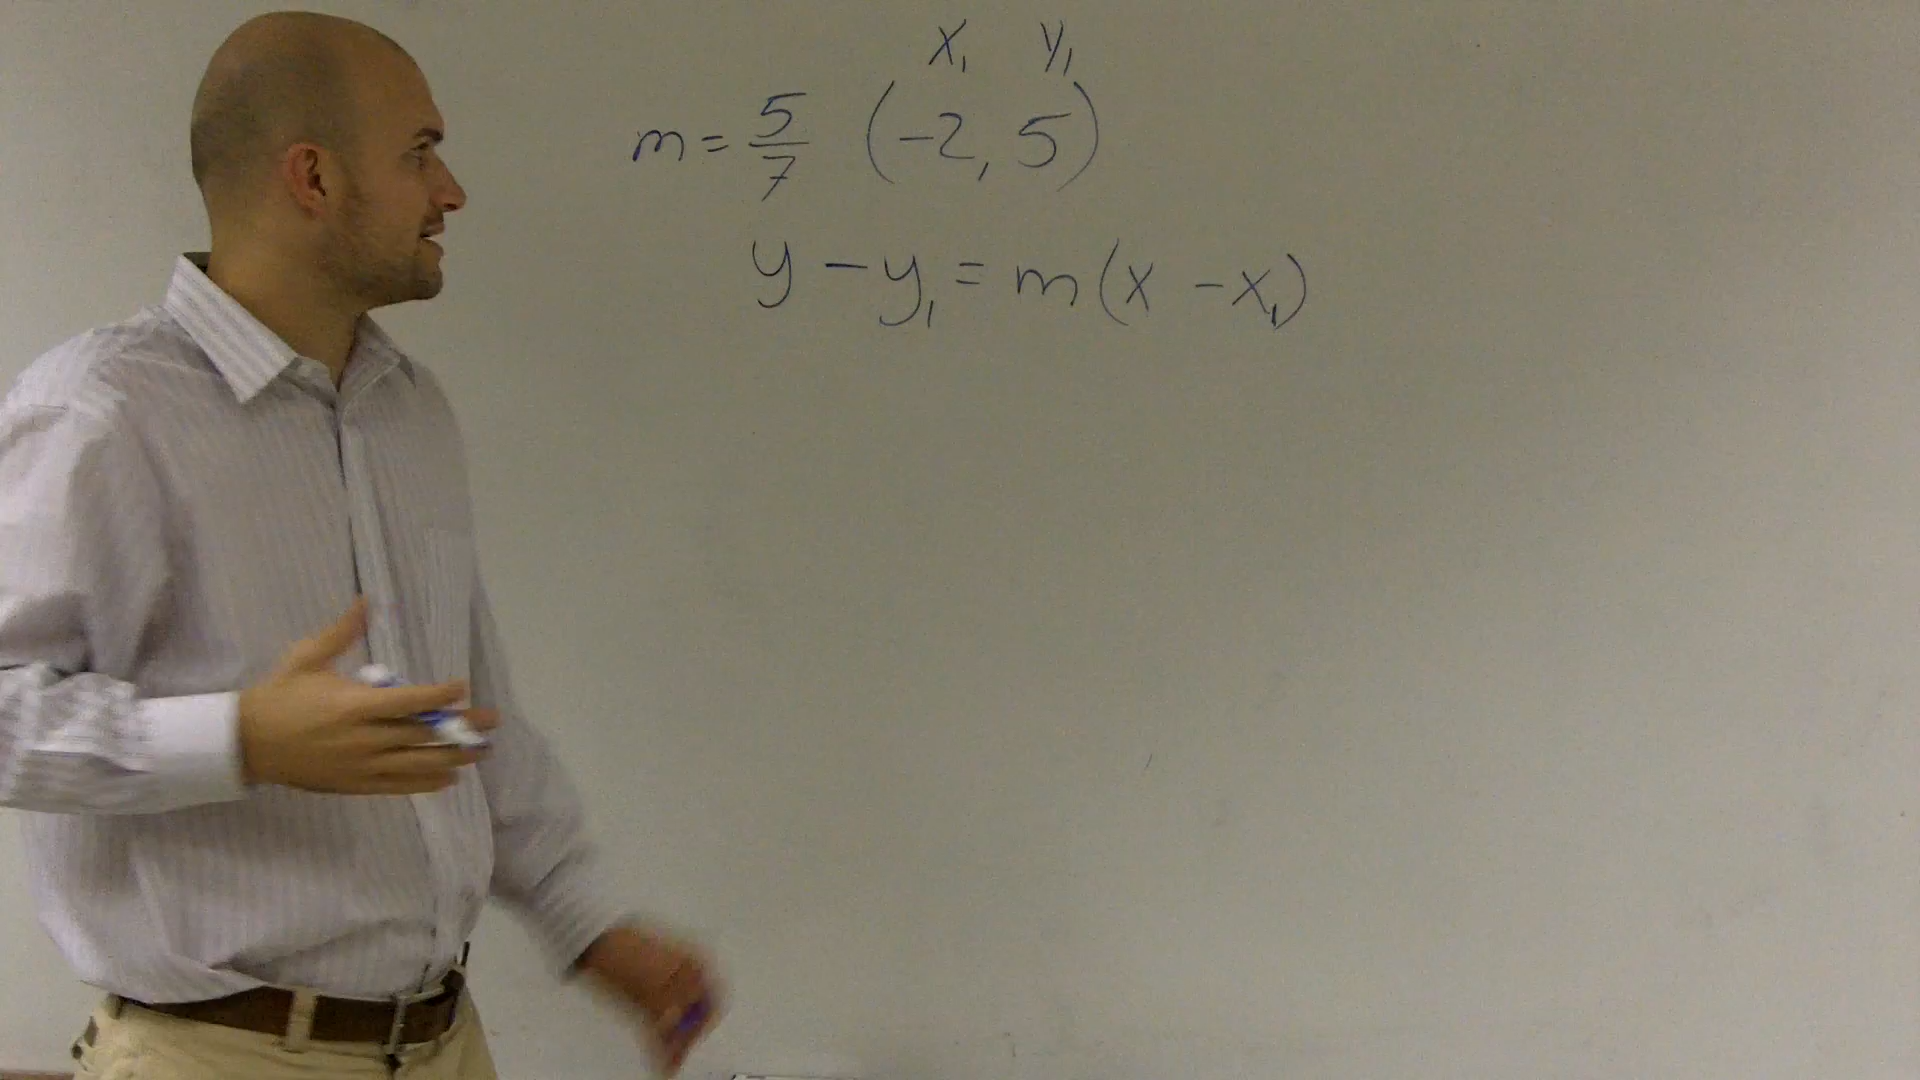 x₁ y₁
m = 5/7 (-2, 5)
y - y₁ = m(x - x₁)